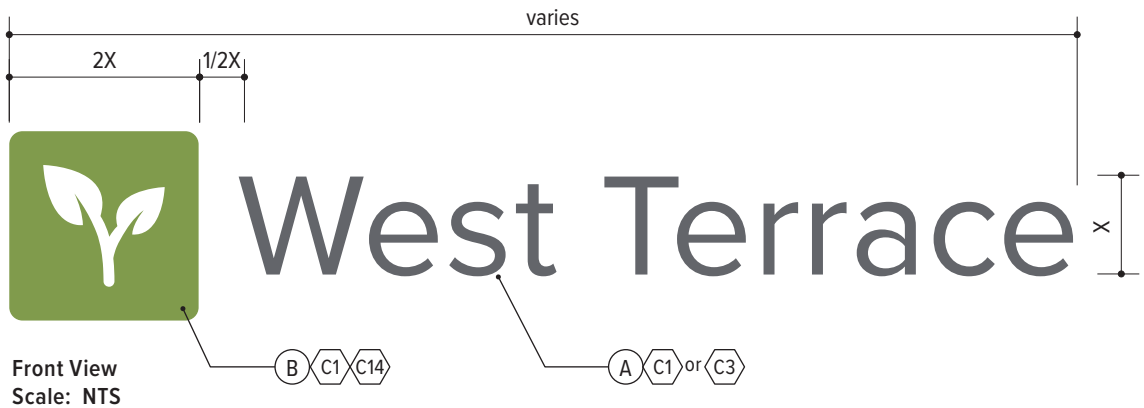 varies
2X 1/2X
West Terrace
X
B C1 C14
A C1 or C3
Front View
Scale: NTS